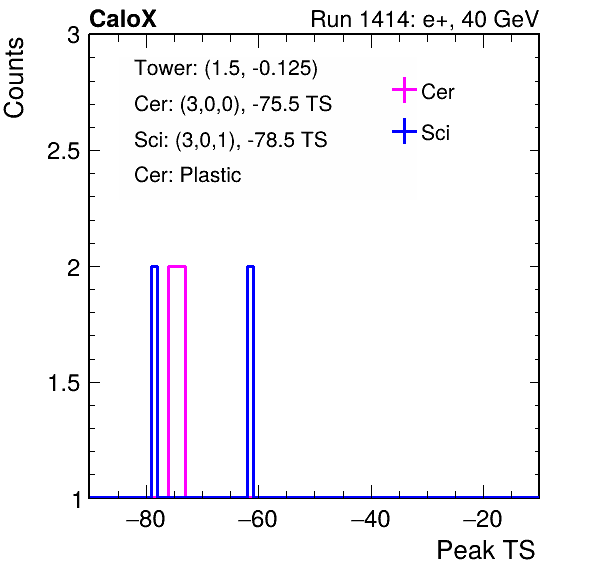 CaloX Run 1414: e+, 40 GeV
Counts
Tower: (1.5, -0.125)
Cer: (3,0,0), -75.5 TS
Sci: (3,0,1), -78.5 TS
Cer: Plastic
Cer
Sci
3
2.5
2
1.5
1
−80 −60 −40 −20
Peak TS